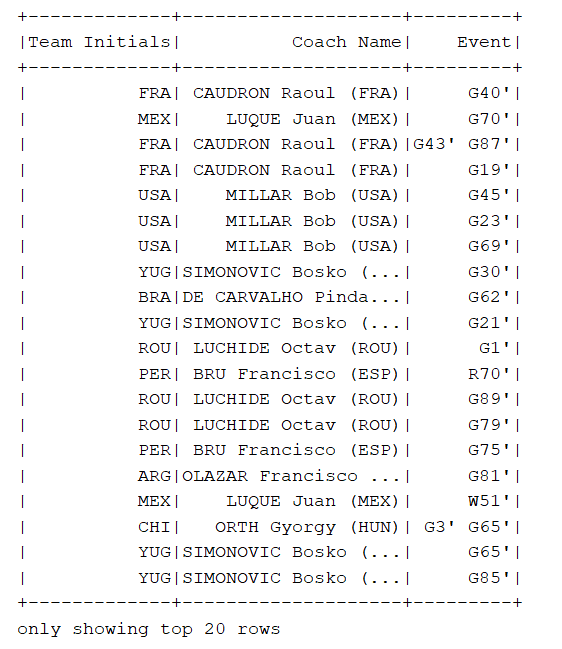 +-------------+--------------------+---------+
|Team Initials|          Coach Name|    Event|
+-------------+--------------------+---------+
|          FRA| CAUDRON Raoul (FRA)|     G40'|
|          MEX|    LUQUE Juan (MEX)|     G70'|
|          FRA| CAUDRON Raoul (FRA)|G43' G87'|
|          FRA| CAUDRON Raoul (FRA)|     G19'|
|          USA|    MILLAR Bob (USA)|     G45'|
|          USA|    MILLAR Bob (USA)|     G23'|
|          USA|    MILLAR Bob (USA)|     G69'|
|          YUG|SIMONOVIC Bosko (...|     G30'|
|          BRA|DE CARVALHO Pinda...|     G62'|
|          YUG|SIMONOVIC Bosko (...|     G21'|
|          ROU| LUCHIDE Octav (ROU)|      G1'|
|          PER| BRU Francisco (ESP)|     R70'|
|          ROU| LUCHIDE Octav (ROU)|     G89'|
|          ROU| LUCHIDE Octav (ROU)|     G79'|
|          PER| BRU Francisco (ESP)|     G75'|
|          ARG|OLAZAR Francisco ...|     G81'|
|          MEX|    LUQUE Juan (MEX)|     W51'|
|          CHI|   ORTH Gyorgy (HUN)| G3' G65'|
|          YUG|SIMONOVIC Bosko (...|     G65'|
|          YUG|SIMONOVIC Bosko (...|     G85'|
+-------------+--------------------+---------+
only showing top 20 rows